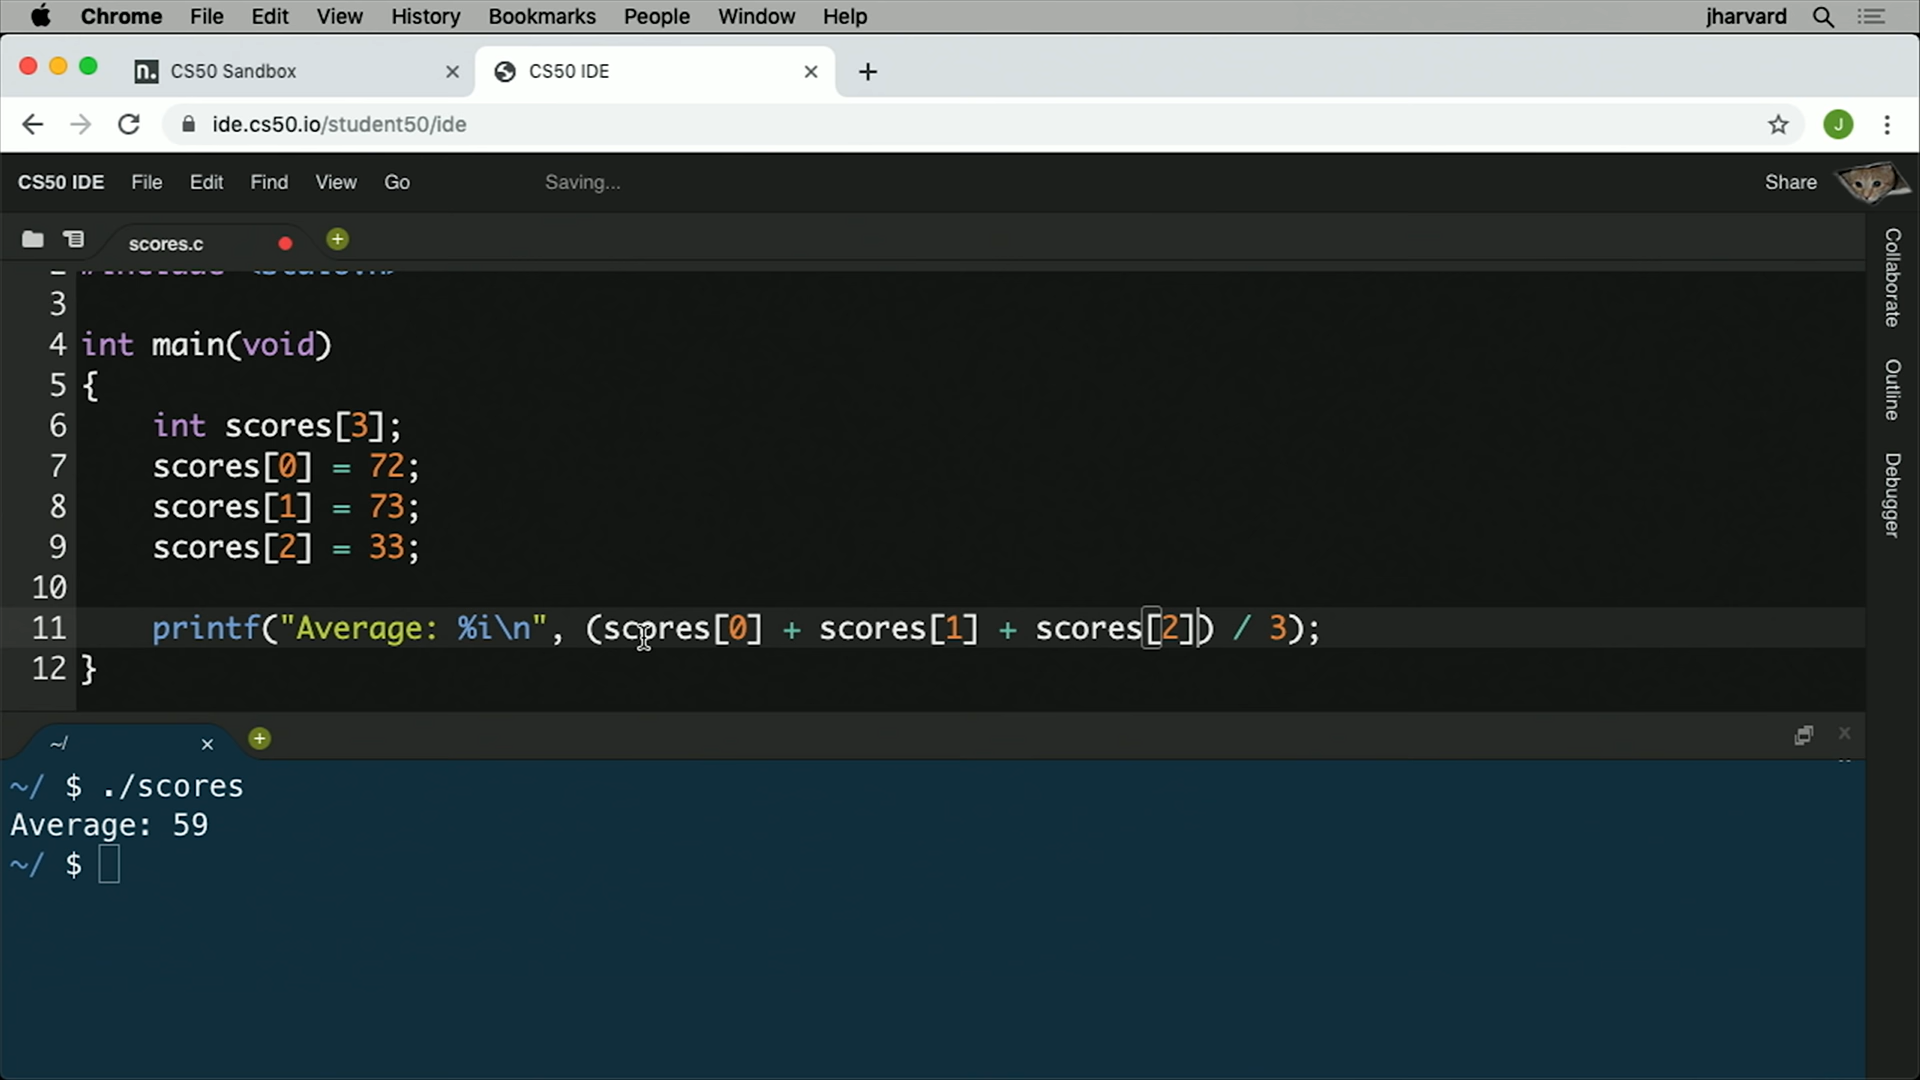 Chrome File Edit View History Bookmarks People Window Help jharvard
n. CS50 Sandbox CS50 IDE
ide.cs50.io/student50/ide J
CS50 IDE File Edit Find View Go Saving... Share
scores.c
2 #include <stdio.h>
3
4 int main(void)
5 {
6 int scores[3];
7 scores[0] = 72;
8 scores[1] = 73;
9 scores[2] = 33;
10
11 printf("Average: %i\n", (scores[0] + scores[1] + scores[2]) / 3);
12 }
Collaborate
Outline
Debugger
~/
~/ $ ./scores
Average: 59
~/ $